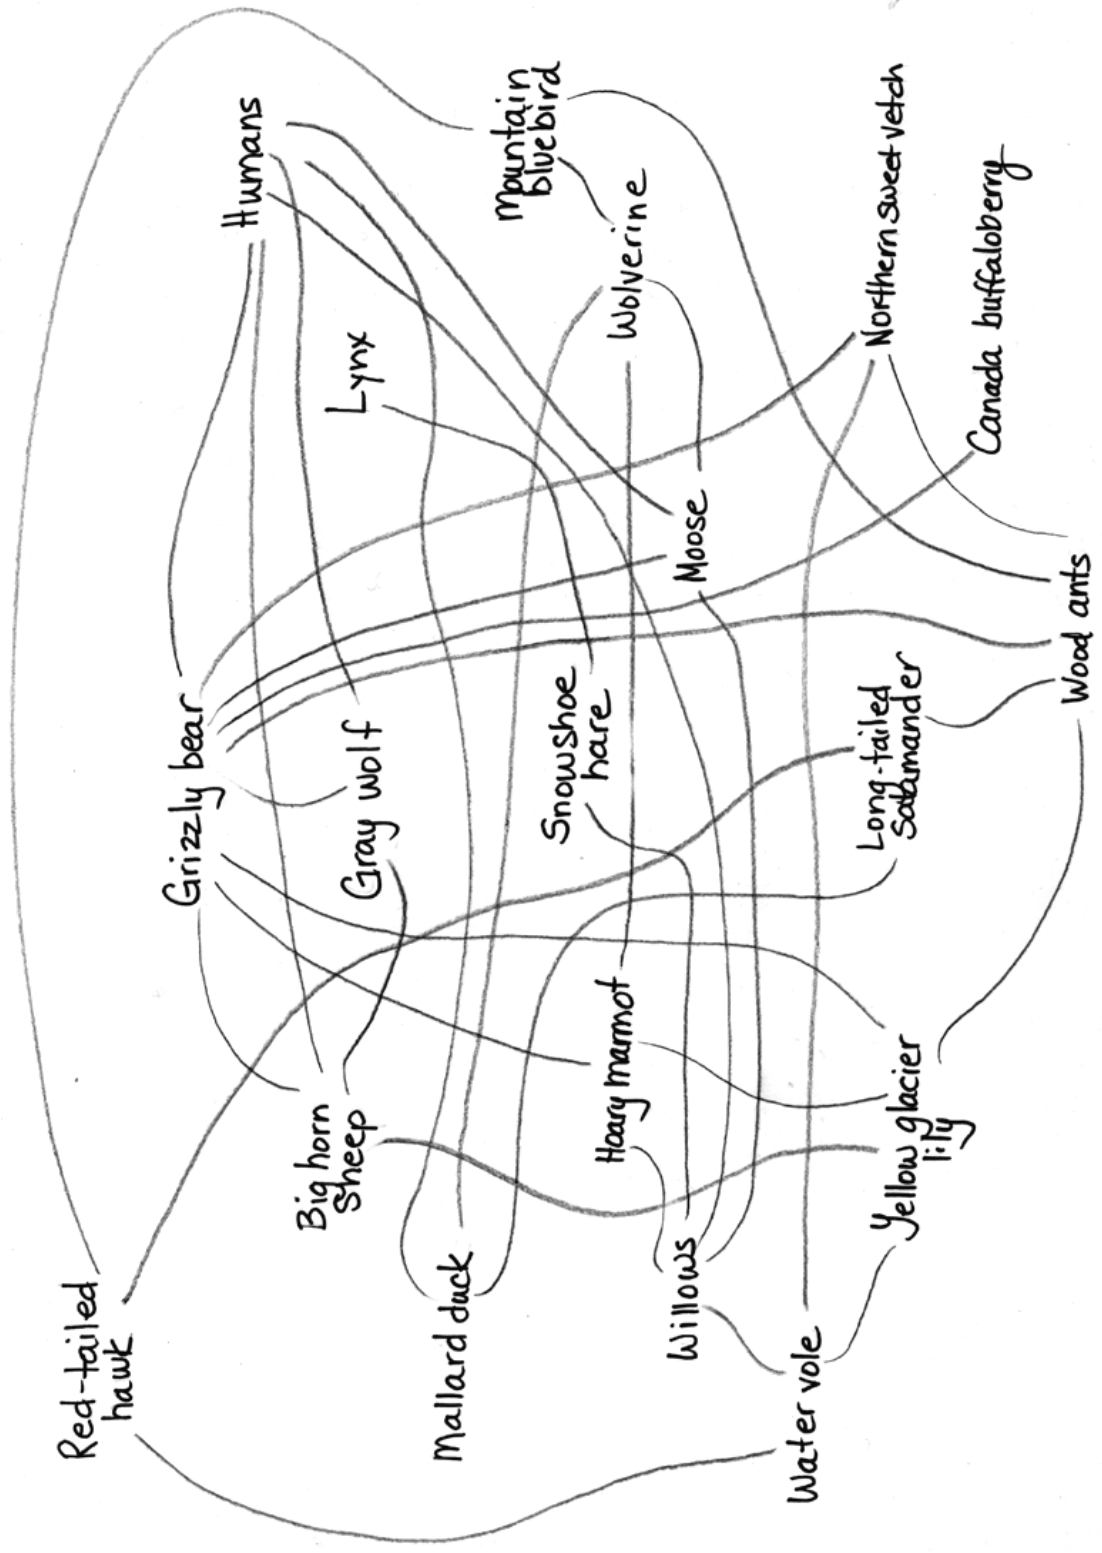 Red-tailed
hawk
Grizzly bear
Humans
Big horn
Sheep
Gray wolf
Lynx
Mallard duck
Mountain
bluebird
Snowshoe
hare
Hoary marmot
Wolverine
Willows
Moose
Water vole
Long-tailed
Salamander
Northern sweet vetch
Yellow glacier
lily
Canada buffaloberry
Wood ants